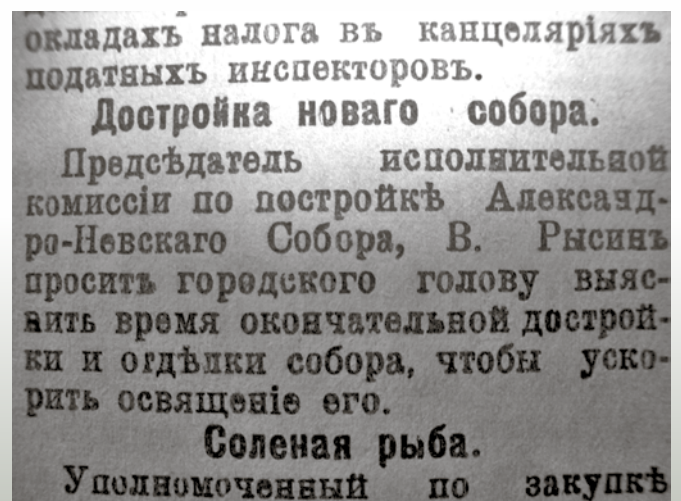 окладахъ налога въ канцеляріяхъ
податныхъ инспекторовъ.
Достройка новаго собора.
Предсѣдатель исполнительной
комиссіи по постройкѣ Александ-
ро-Невскаго Собора, В. Рысинъ
проситъ городского голову выяс-
нить время окончательной дострой-
ки и отдѣлки собора, чтобы уско-
рить освященіе его.
Соленая рыба.
Уполномоченный по закупкѣ